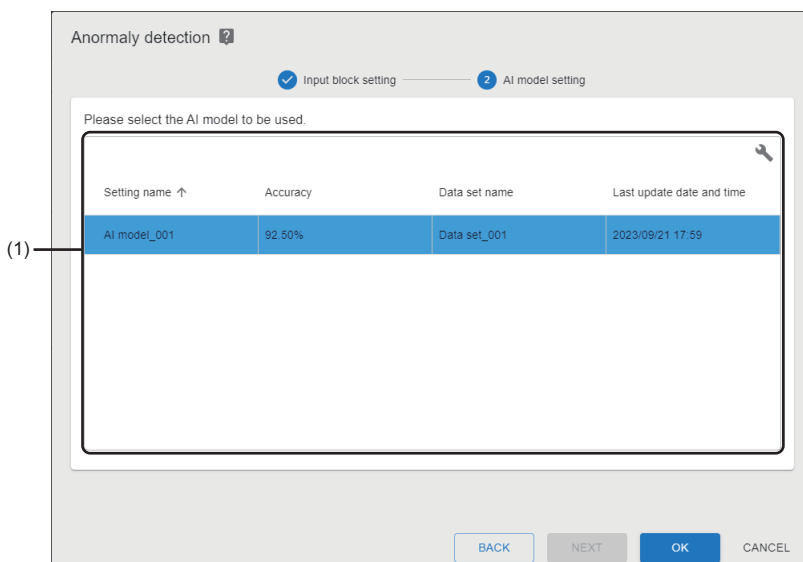 Anormaly detection ?
Input block setting 2 AI model setting
Please select the AI model to be used.
Setting name ↑ Accuracy Data set name Last update date and time
(1) AI model_001 92.50% Data set_001 2023/09/21 17:59
BACK NEXT OK CANCEL